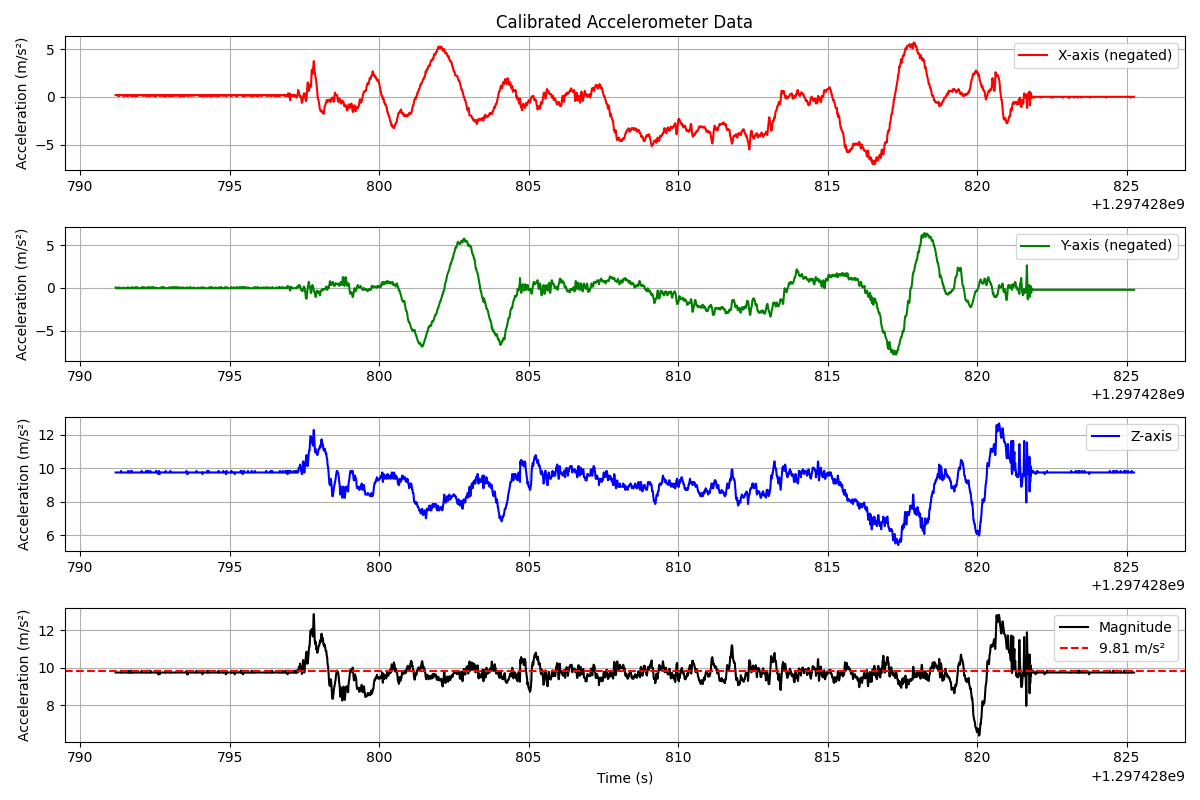 Calibrated Accelerometer Data
Acceleration (m/s²)
5
0
−5
X-axis (negated)
790 795 800 805 810 815 820 825
+1.297428e9
Acceleration (m/s²)
5
0
−5
Y-axis (negated)
790 795 800 805 810 815 820 825
+1.297428e9
Acceleration (m/s²)
12
10
8
6
Z-axis
790 795 800 805 810 815 820 825
+1.297428e9
Acceleration (m/s²)
12
10
8
Magnitude
9.81 m/s²
790 795 800 805 810 815 820 825
Time (s)
+1.297428e9